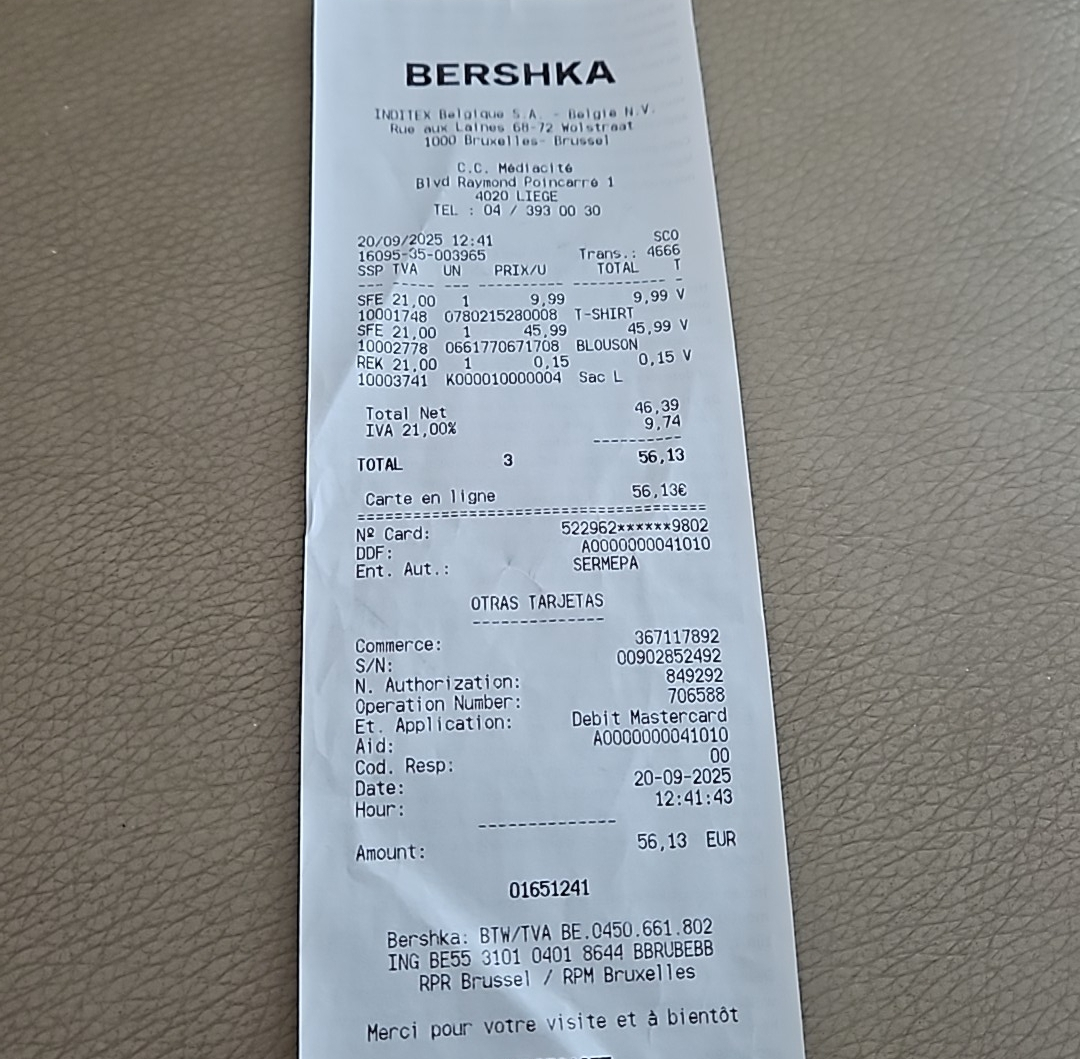 BERSHKA
INDITEX Belgique S.A. - Belgie N.V.
Rue aux Laines 68-72 Wolstraat
1000 Bruxelles- Brussel
C.C. Médiacité
Blvd Raymond Poincarré 1
4020 LIEGE
TEL : 04 / 393 00 30
20/09/2025 12:41 SCO
16095-35-003965 Trans.: 4666
SSP TVA UN PRIX/U TOTAL T
--- ----- --- ---------- ----------- -
SFE 21,00 1 9,99 9,99 V
10001748 0780215280008 T-SHIRT
SFE 21,00 1 45,99 45,99 V
10002778 0661770671708 BLOUSON
REK 21,00 1 0,15 0,15 V
10003741 K000010000004 Sac L
Total Net 46,39
IVA 21,00% 9,74
----------
TOTAL 3 56,13
Carte en ligne 56,13€
========================================
Nº Card: 522962******9802
DDF: A0000000041010
Ent. Aut.: SERMEPA
OTRAS TARJETAS
--------------
Commerce: 367117892
S/N: 00902852492
N. Authorization: 849292
Operation Number: 706588
Et. Application: Debit Mastercard
Aid: A0000000041010
Cod. Resp: 00
Date: 20-09-2025
Hour: 12:41:43
--------------
Amount: 56,13 EUR
01651241
Bershka: BTW/TVA BE.0450.661.802
ING BE55 3101 0401 8644 BBRUBEBB
RPR Brussel / RPM Bruxelles
Merci pour votre visite et à bientôt